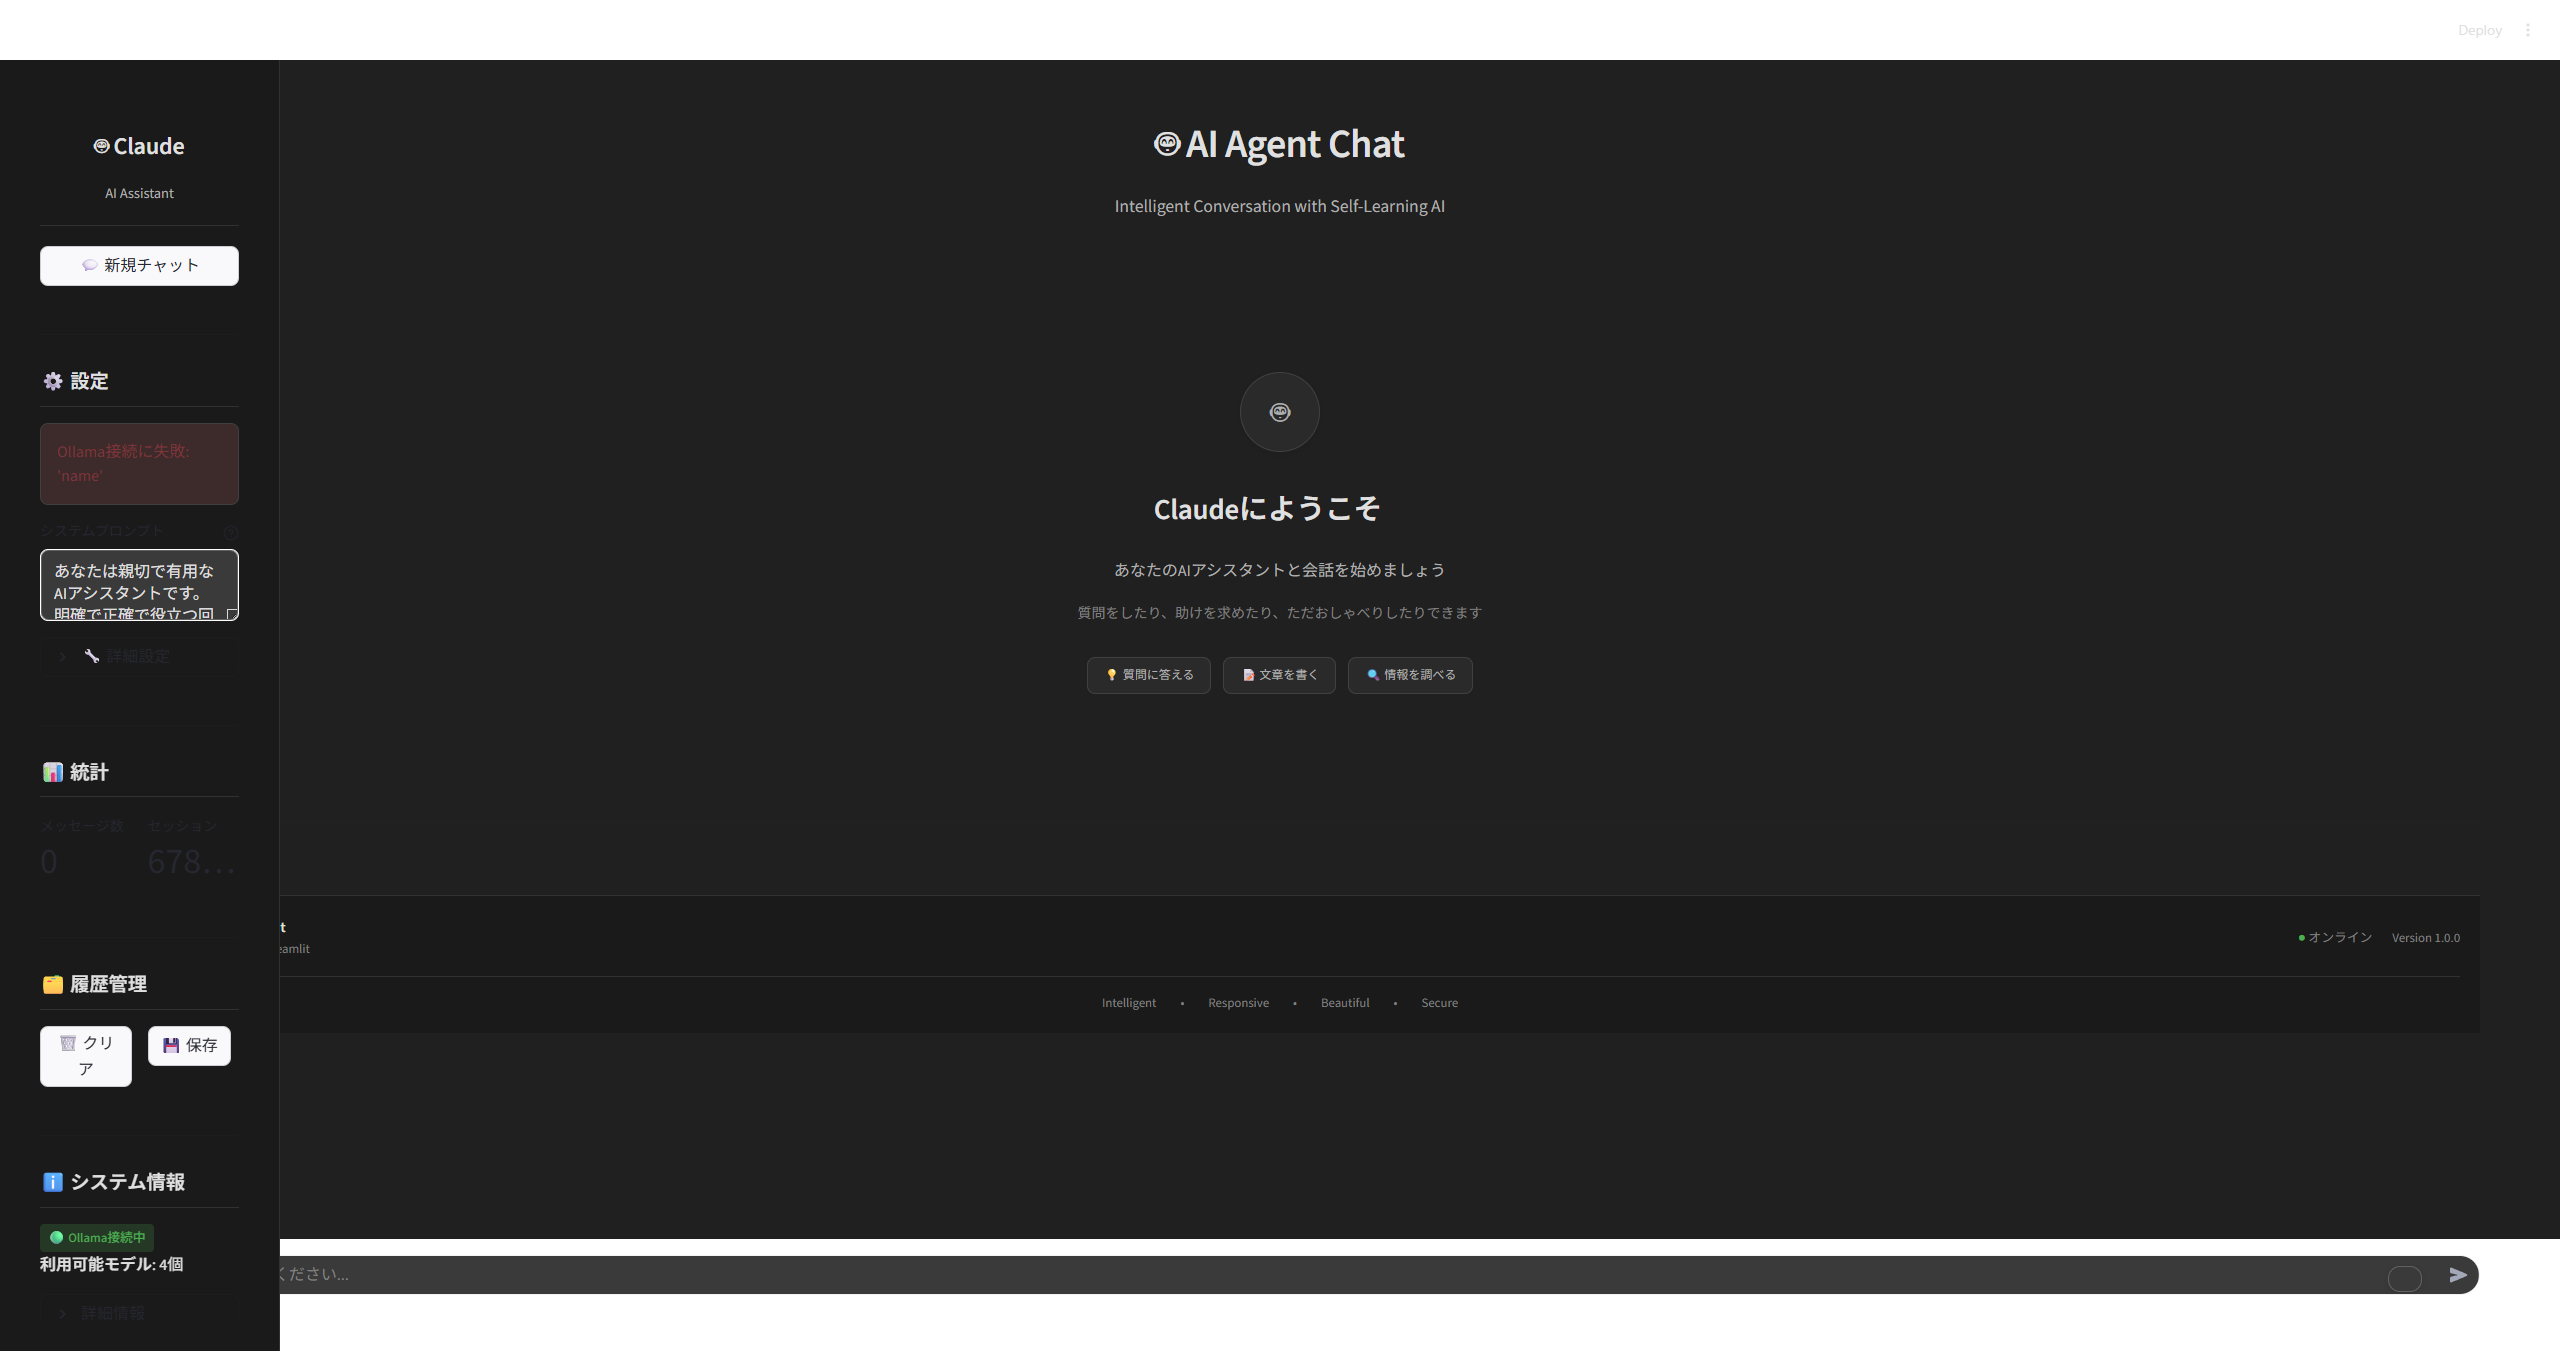 Deploy
Claude
AI Assistant
新規チャット
設定
Ollama接続に失敗:
'name'
システムプロンプト
あなたは親切で有用な
AIアシスタントです。
明確で正確で役立つ回
詳細設定
統計
メッセージ数 セッション
0 678...
履歴管理
クリ
ア
保存
システム情報
Ollama接続中
利用可能モデル: 4個
詳細情報
AI Agent Chat
Intelligent Conversation with Self-Learning AI
Claudeにようこそ
あなたのAIアシスタントと会話を始めましょう
質問をしたり、助けを求めたり、ただおしゃべりしたりできます
質問に答える 文章を書く 情報を調べる
t
eamlit
オンライン Version 1.0.0
Intelligent • Responsive • Beautiful • Secure
ください...